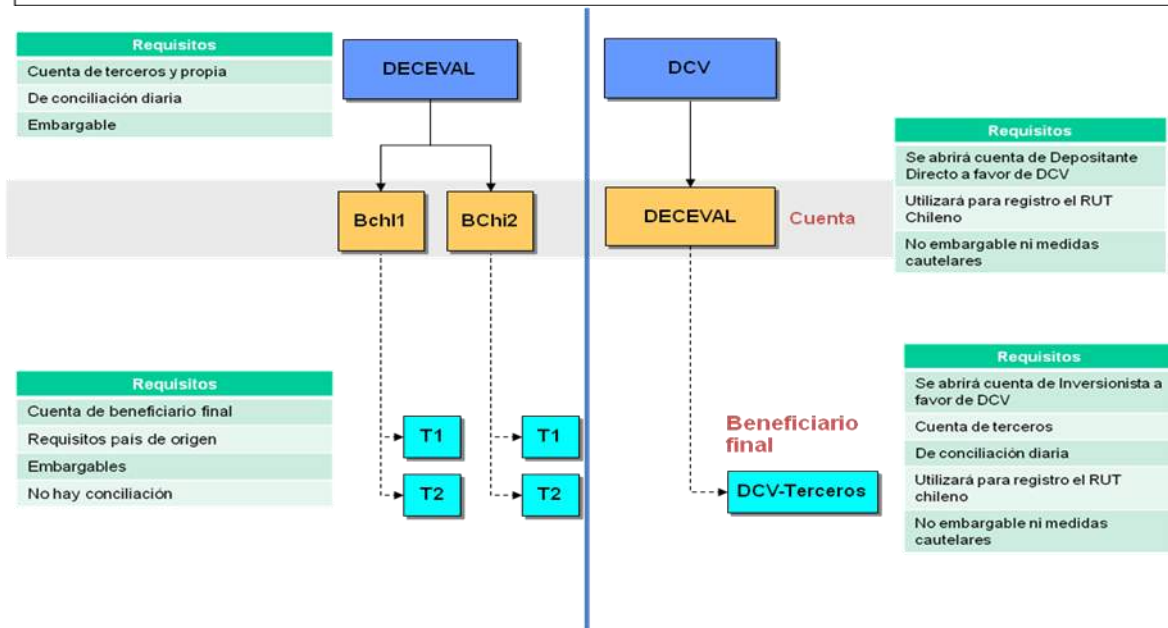 Requisitos
Cuenta de terceros y propia
De conciliación diaria
Embargable
DECEVAL
Bchl1
BChi2
Requisitos
Cuenta de beneficiario final
Requisitos país de origen
Embargables
No hay conciliación
T1
T2
T1
T2
DCV
DECEVAL
Cuenta
Requisitos
Se abrirá cuenta de Depositante
Directo a favor de DCV
Utilizará para registro el RUT
Chileno
No embargable ni medidas
cautelares
Beneficiario
final
DCV-Terceros
Requisitos
Se abrirá cuenta de Inversionista a
favor de DCV
Cuenta de terceros
De conciliación diaria
Utilizará para registro el RUT
chileno
No embargable ni medidas
cautelares